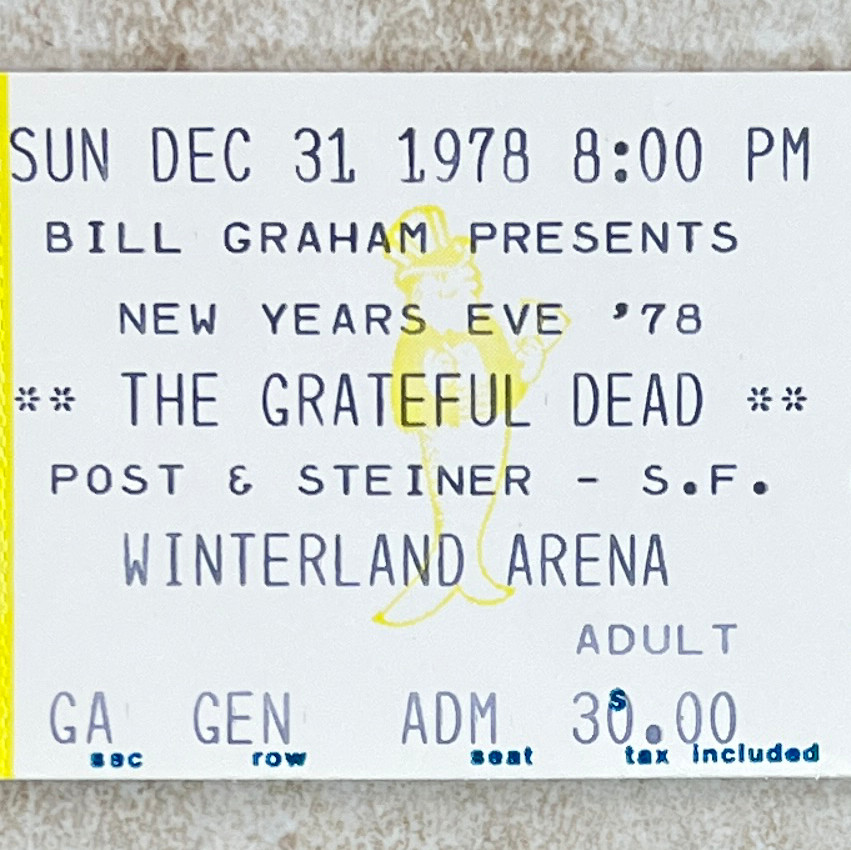 SUN DEC 31 1978 8:00 PM
BILL GRAHAM PRESENTS
NEW YEARS EVE '78
** THE GRATEFUL DEAD **
POST & STEINER - S.F.
WINTERLAND ARENA
ADULT
GA GEN ADM 30.00
sec row seat $ tax included